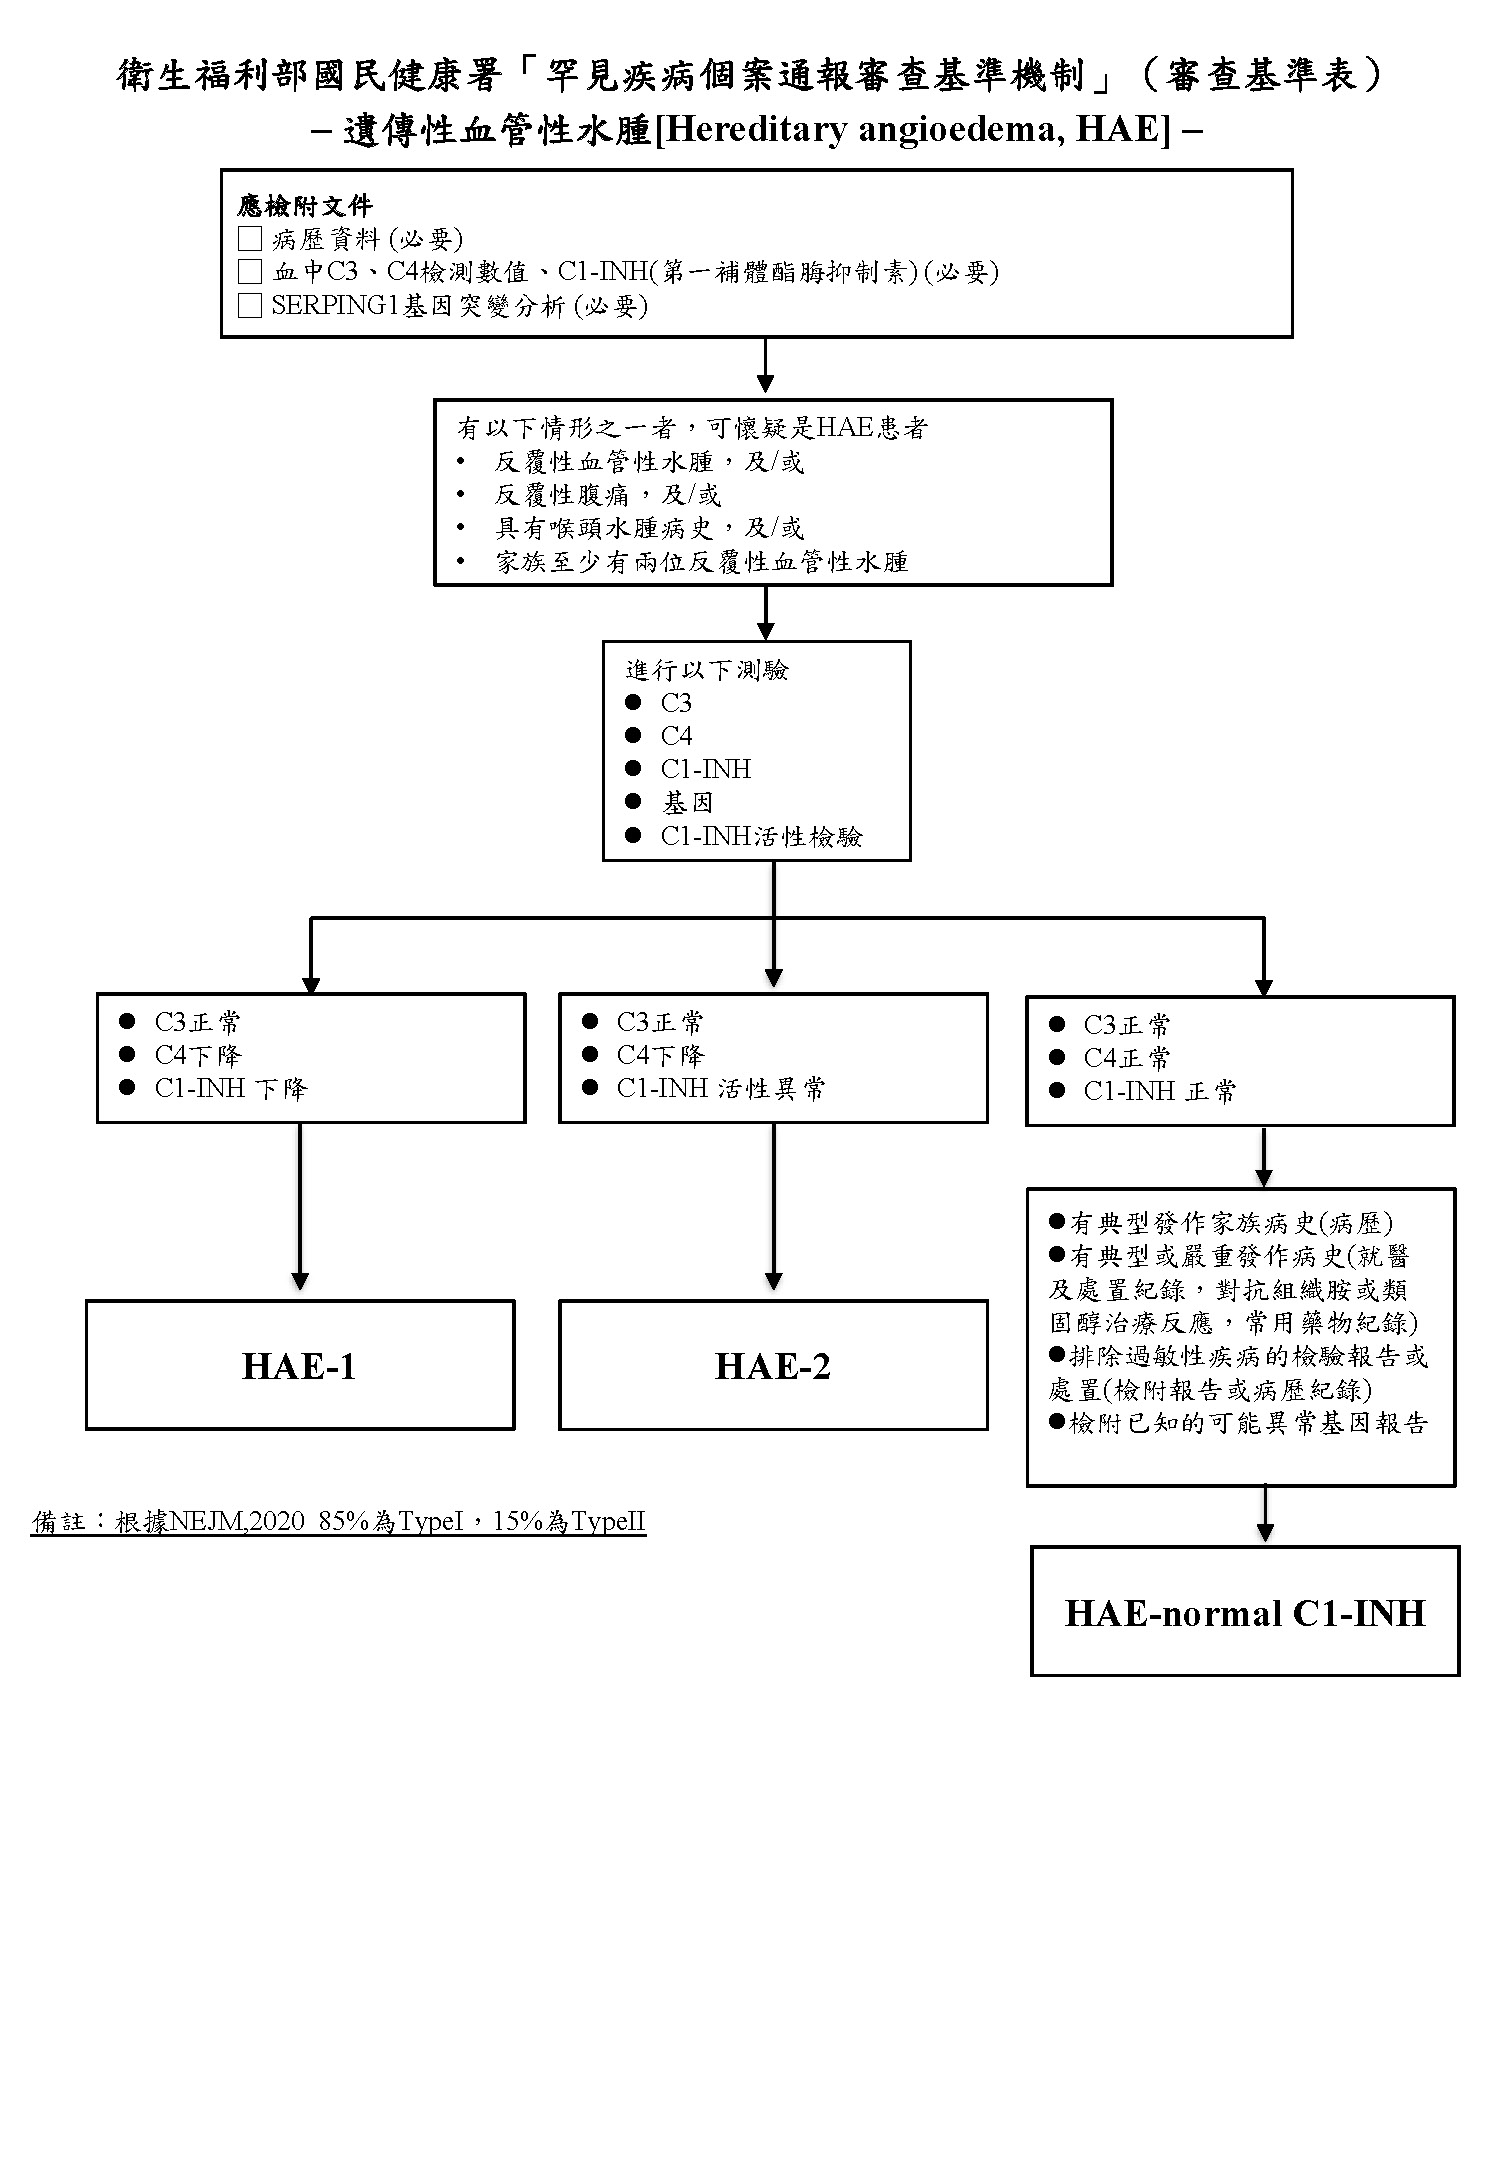 衛生福利部國民健康署「罕見疾病個案通報審查基準機制」（審查基準表）
– 遺傳性血管性水腫[Hereditary angioedema, HAE] –
應檢附文件
□ 病歷資料 (必要)
□ 血中C3、C4檢測數值、C1-INH(第一補體酯脢抑制素) (必要)
□ SERPING1基因突變分析 (必要)
有以下情形之一者，可懷疑是HAE患者
• 反覆性血管性水腫，及/或
• 反覆性腹痛，及/或
• 具有喉頭水腫病史，及/或
• 家族至少有兩位反覆性血管性水腫
進行以下測驗
● C3
● C4
● C1-INH
● 基因
● C1-INH活性檢驗
● C3正常
● C4下降
● C1-INH 下降
● C3正常
● C4下降
● C1-INH 活性異常
● C3正常
● C4正常
● C1-INH 正常
●有典型發作家族病史(病歷)
●有典型或嚴重發作病史(就醫
及處置紀錄，對抗組織胺或類
固醇治療反應，常用藥物紀錄)
●排除過敏性疾病的檢驗報告或
處置(檢附報告或病歷紀錄)
●檢附已知的可能異常基因報告
HAE-1
HAE-2
備註：根據NEJM,2020 85%為TypeI，15%為TypeII
HAE-normal C1-INH